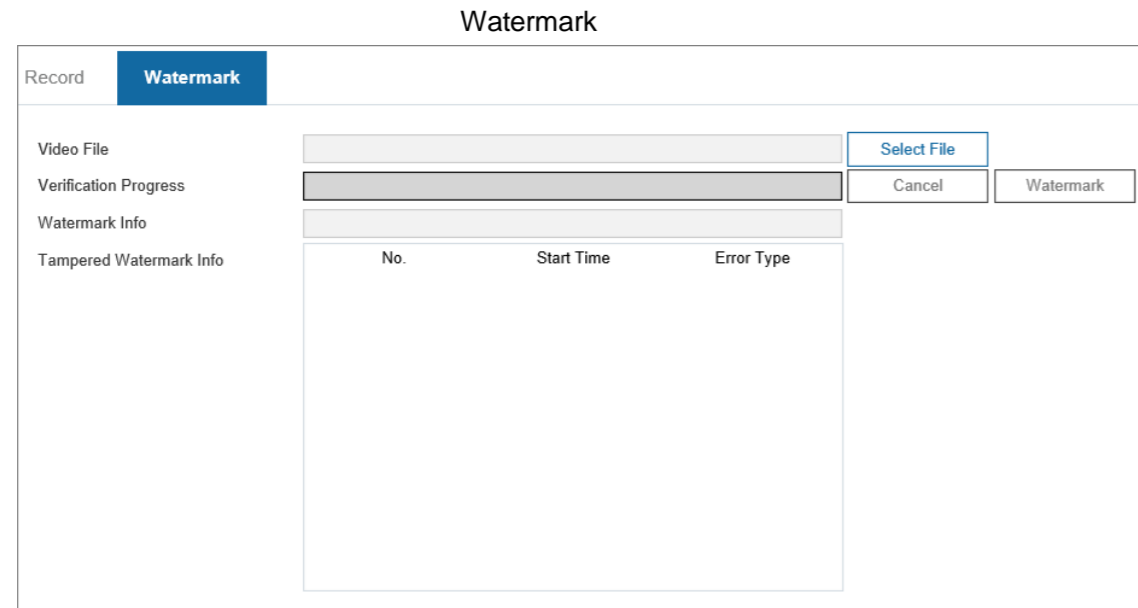 Watermark
Record Watermark
Video File Select File
Verification Progress Cancel Watermark
Watermark Info
Tampered Watermark Info No. Start Time Error Type